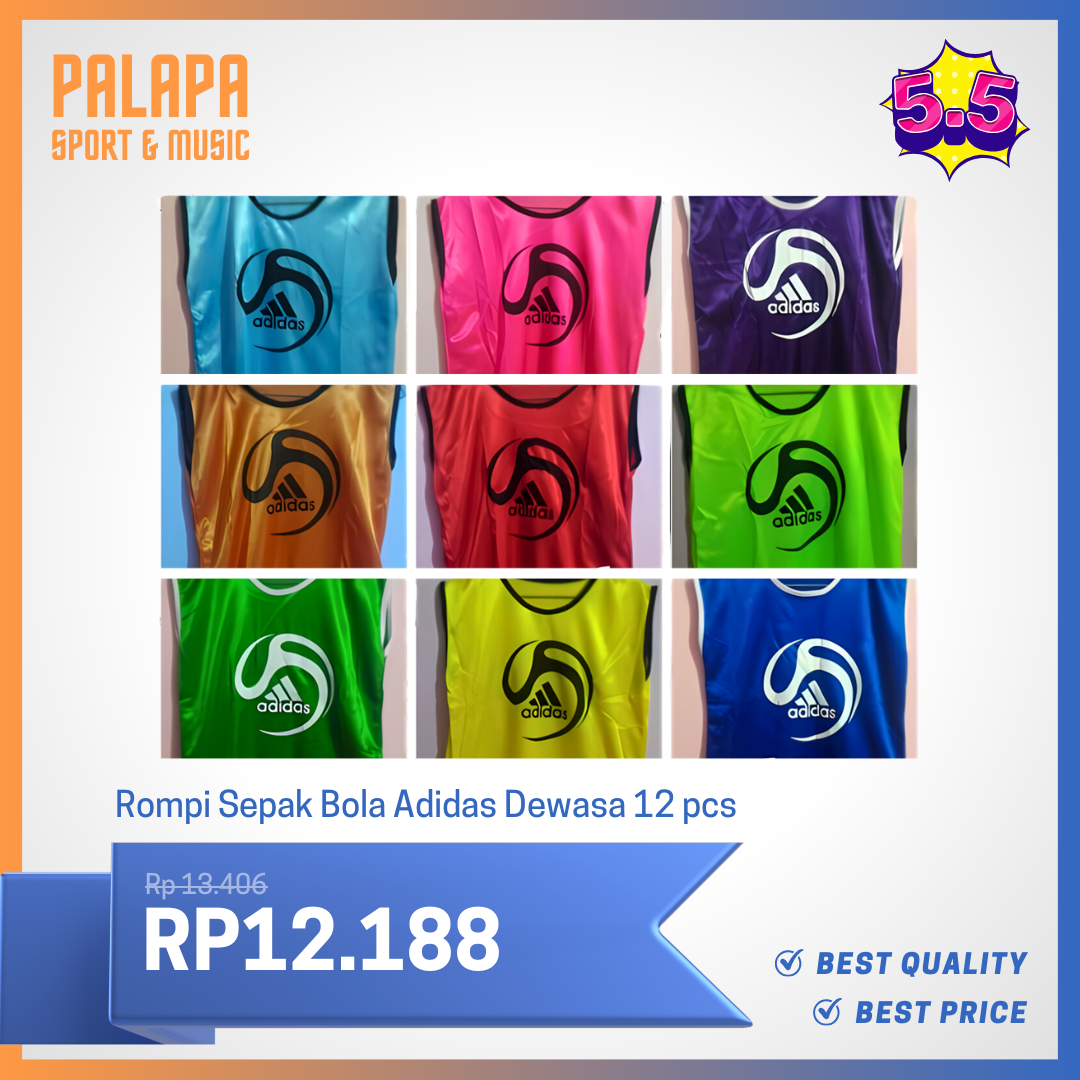 PALAPA
SPORT & MUSIC
5.5
adidas
adidas
adidas
adidas
adidas
adidas
adidas
adidas
adidas
Rompi Sepak Bola Adidas Dewasa 12 pcs
Rp 13.406
RP12.188
BEST QUALITY
BEST PRICE